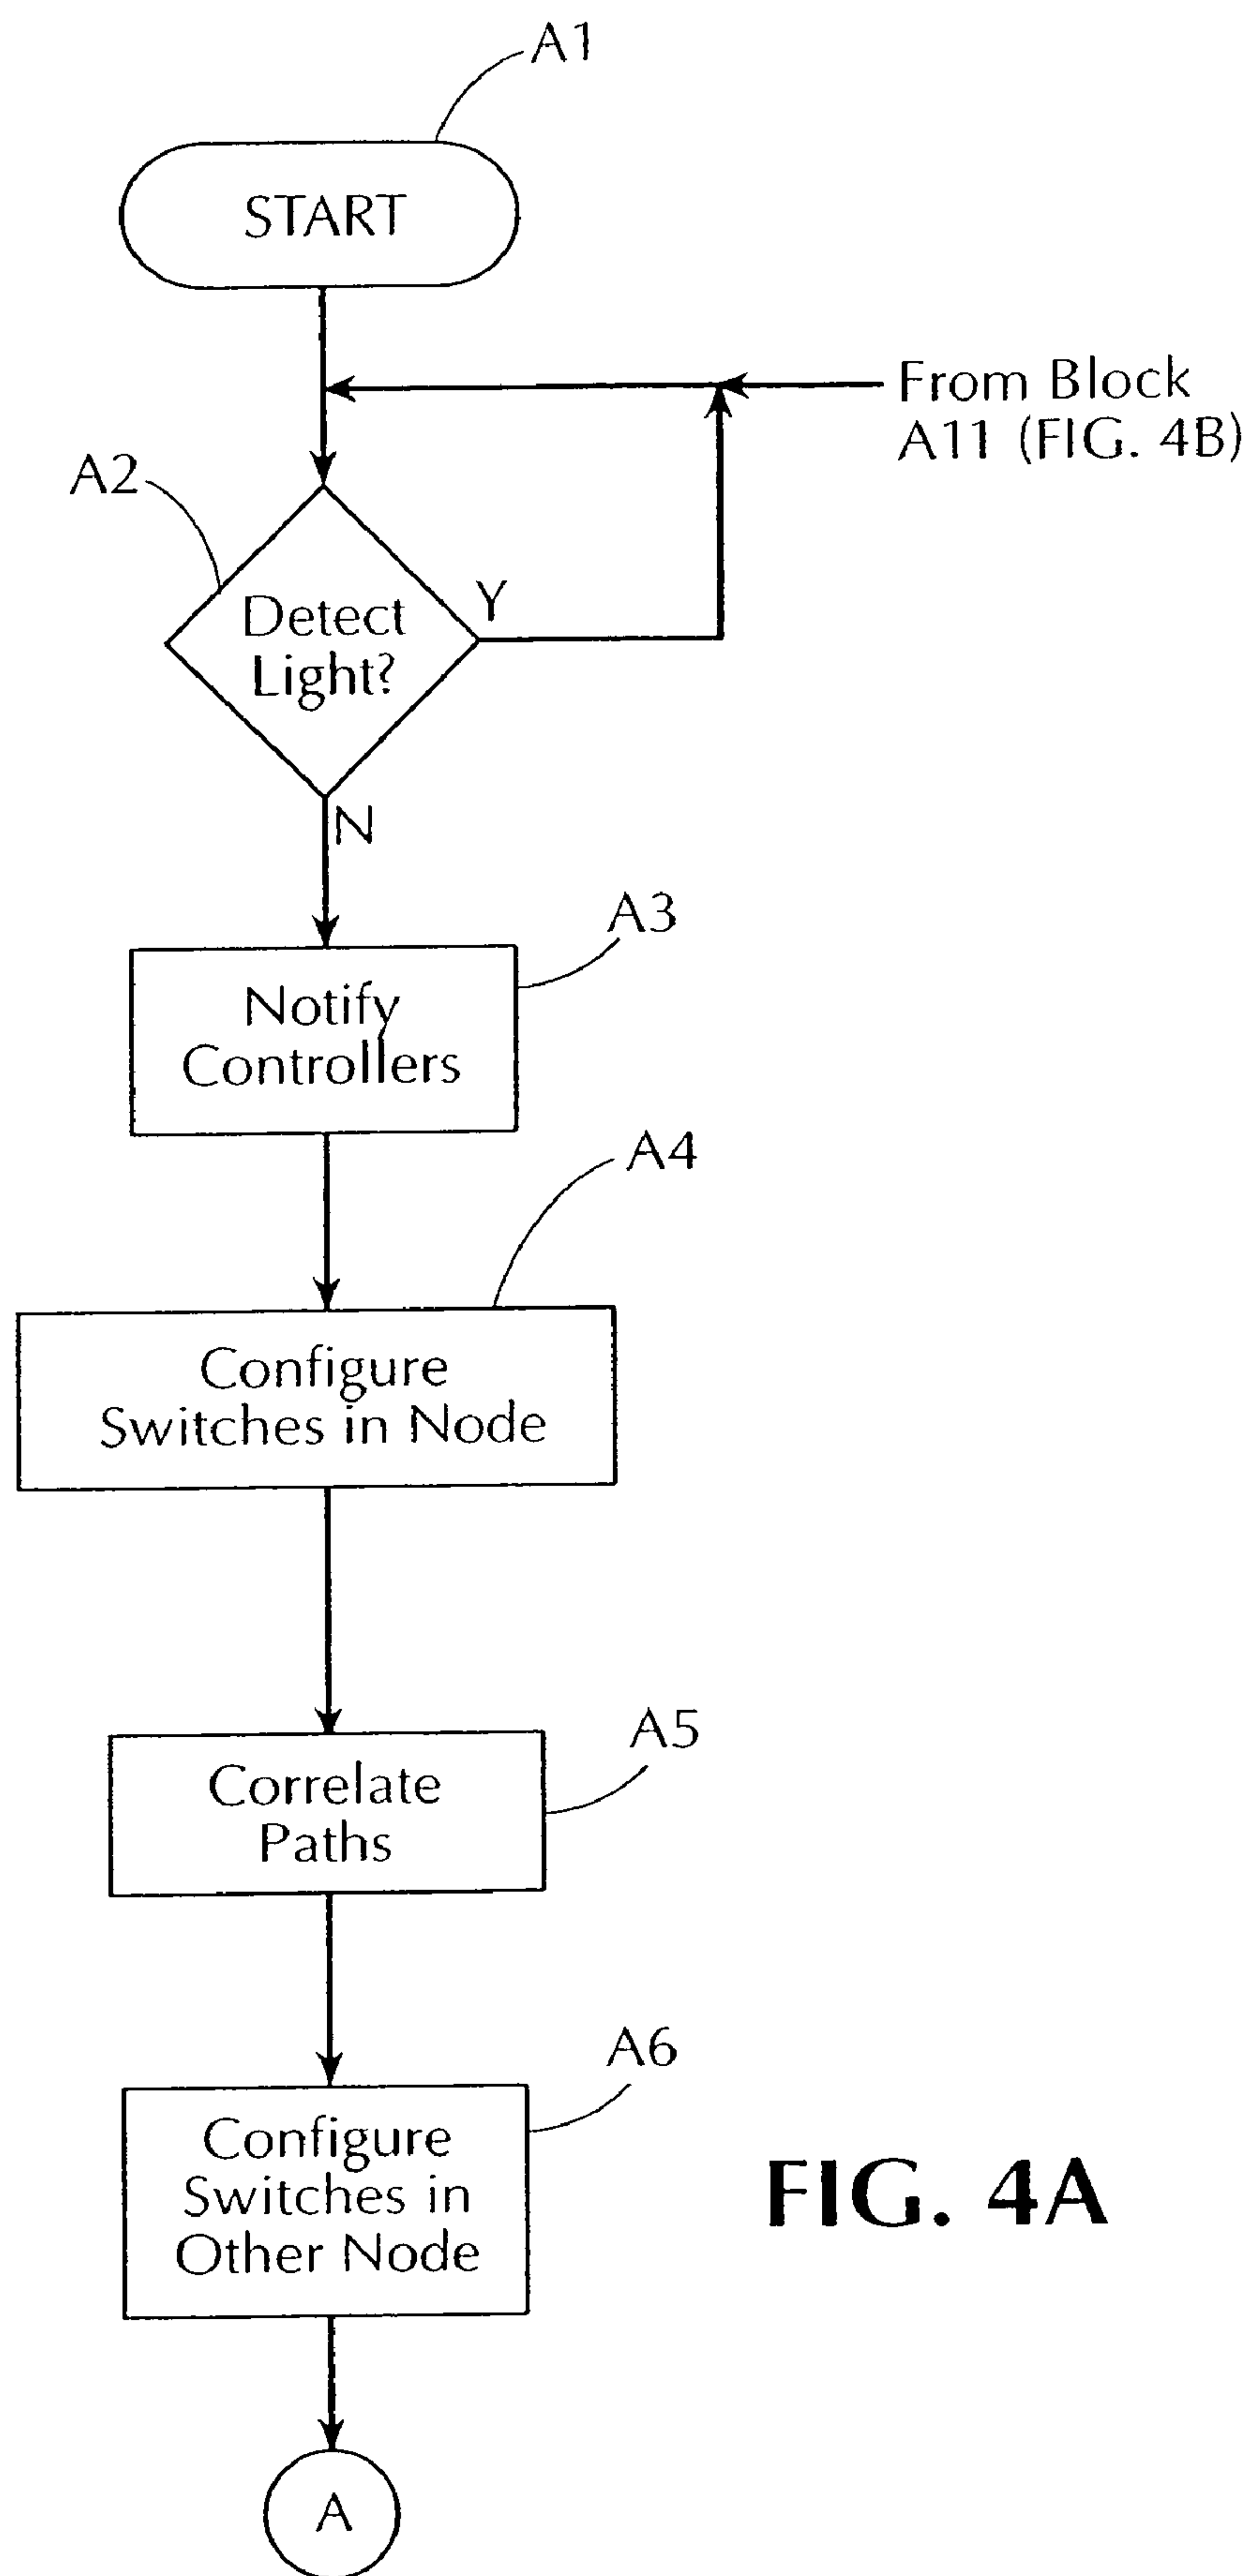 A1
START
From Block
A11 (FIG. 4B)
A2
Detect
Light?
Y
N
A3
Notify
Controllers
A4
Configure
Switches in Node
A5
Correlate
Paths
A6
Configure
Switches in
Other Node
FIG. 4A
A